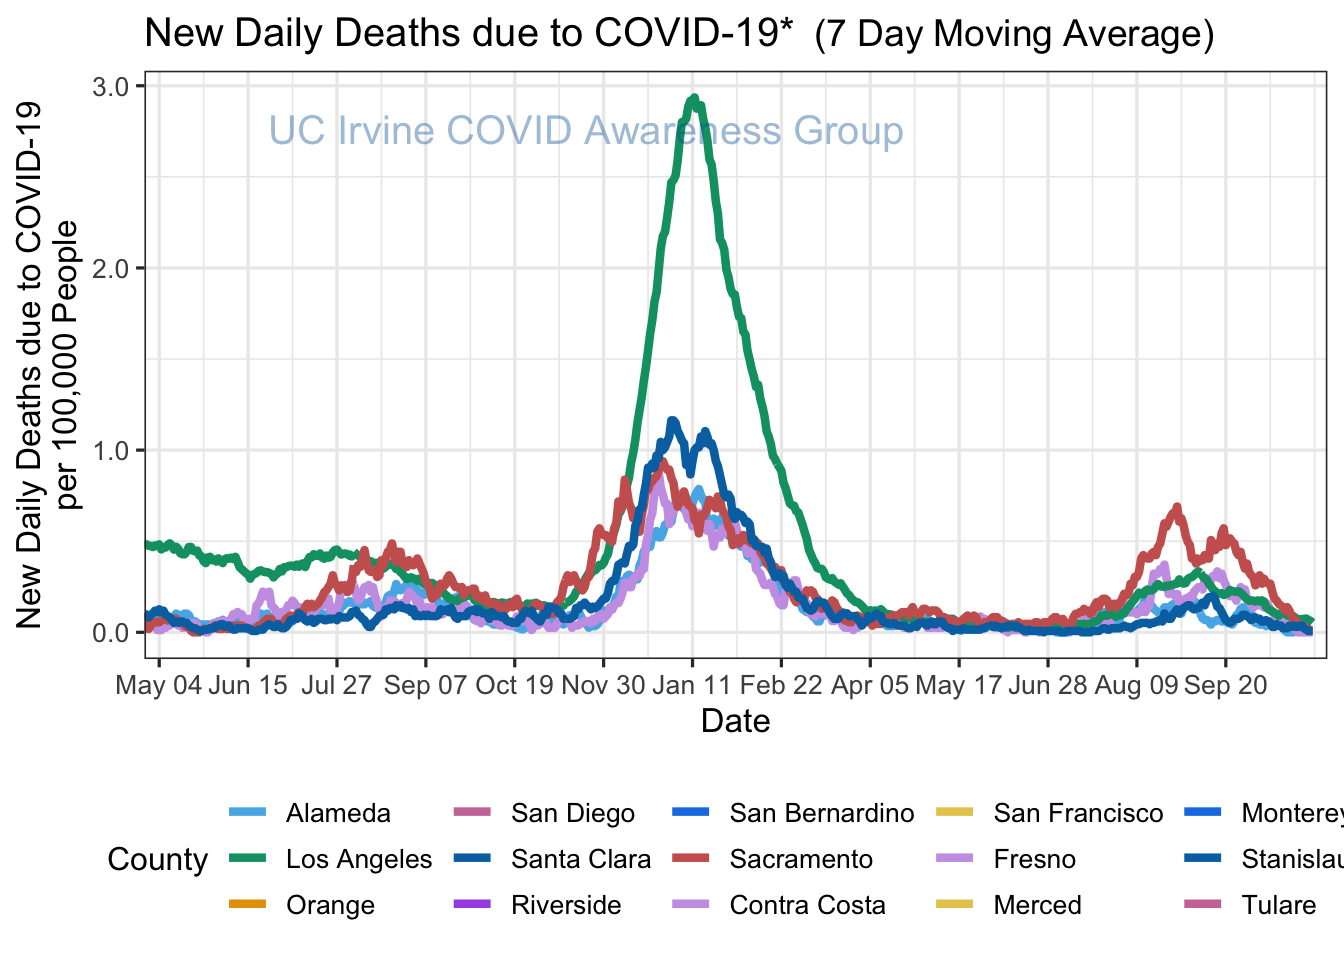 New Daily Deaths due to COVID-19* (7 Day Moving Average)
UC Irvine COVID Awareness Group
New Daily Deaths due to COVID-19
per 100,000 People
3.0
2.0
1.0
0.0
May 04 Jun 15 Jul 27 Sep 07 Oct 19 Nov 30 Jan 11 Feb 22 Apr 05 May 17 Jun 28 Aug 09 Sep 20
Date
County
Alameda San Diego San Bernardino San Francisco Monterey
Los Angeles Santa Clara Sacramento Fresno Stanislau
Orange Riverside Contra Costa Merced Tulare